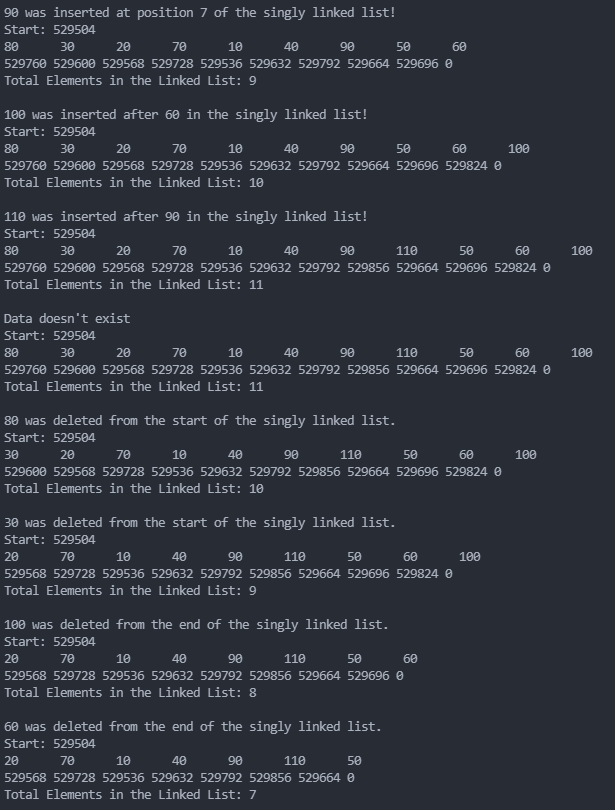 90 was inserted at position 7 of the singly linked list!
Start: 529504
80 30 20 70 10 40 90 50 60
529760 529600 529568 529728 529536 529632 529792 529664 529696 0
Total Elements in the Linked List: 9
100 was inserted after 60 in the singly linked list!
Start: 529504
80 30 20 70 10 40 90 50 60 100
529760 529600 529568 529728 529536 529632 529792 529664 529696 529824 0
Total Elements in the Linked List: 10
110 was inserted after 90 in the singly linked list!
Start: 529504
80 30 20 70 10 40 90 110 50 60 100
529760 529600 529568 529728 529536 529632 529792 529856 529664 529696 529824 0
Total Elements in the Linked List: 11
Data doesn't exist
Start: 529504
80 30 20 70 10 40 90 110 50 60 100
529760 529600 529568 529728 529536 529632 529792 529856 529664 529696 529824 0
Total Elements in the Linked List: 11
80 was deleted from the start of the singly linked list.
Start: 529504
30 20 70 10 40 90 110 50 60 100
529600 529568 529728 529536 529632 529792 529856 529664 529696 529824 0
Total Elements in the Linked List: 10
30 was deleted from the start of the singly linked list.
Start: 529504
20 70 10 40 90 110 50 60 100
529568 529728 529536 529632 529792 529856 529664 529696 529824 0
Total Elements in the Linked List: 9
100 was deleted from the end of the singly linked list.
Start: 529504
20 70 10 40 90 110 50 60
529568 529728 529536 529632 529792 529856 529664 529696 0
Total Elements in the Linked List: 8
60 was deleted from the end of the singly linked list.
Start: 529504
20 70 10 40 90 110 50
529568 529728 529536 529632 529792 529856 529664 0
Total Elements in the Linked List: 7